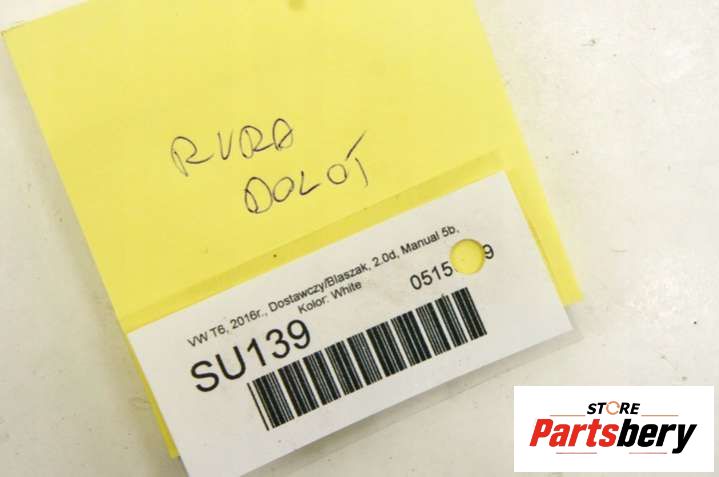 RURA
DOLOT
VW T6, 2016r., Dostawczy/Blaszak, 2.0d, Manual 5b,
Kolor: White
SU139
STORE
Partsbery